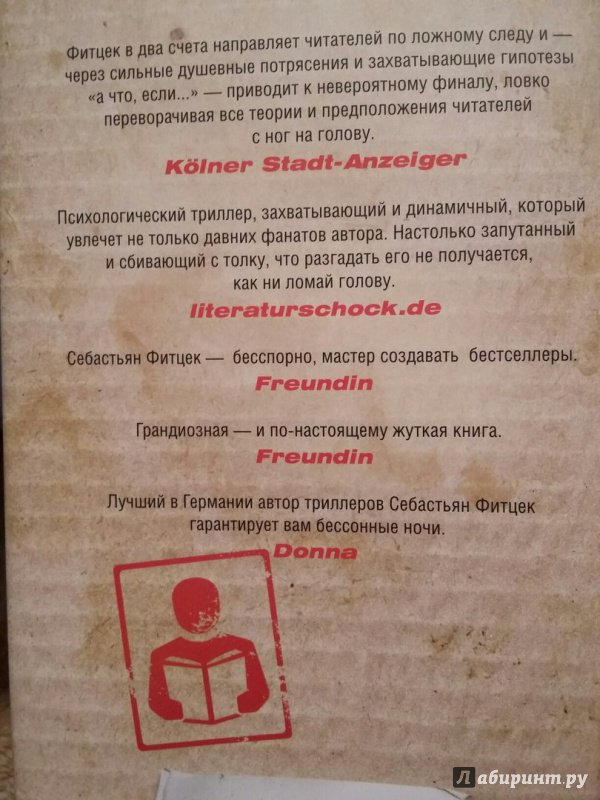 Фитцек в два счета направляет читателей по ложному следу и —
через сильные душевные потрясения и захватывающие гипотезы
«а что, если...» — приводит к невероятному финалу, ловко
переворачивая все теории и предположения читателей
с ног на голову.
Kölner Stadt-Anzeiger
Психологический триллер, захватывающий и динамичный, который
увлечет не только давних фанатов автора. Настолько запутанный
и сбивающий с толку, что разгадать его не получается,
как ни ломай голову.
literaturschock.de
Себастьян Фитцек — бесспорно, мастер создавать бестселлеры.
Freundin
Грандиозная — и по-настоящему жуткая книга.
Freundin
Лучший в Германии автор триллеров Себастьян Фитцек
гарантирует вам бессонные ночи.
Donna
Лабиринт.ру